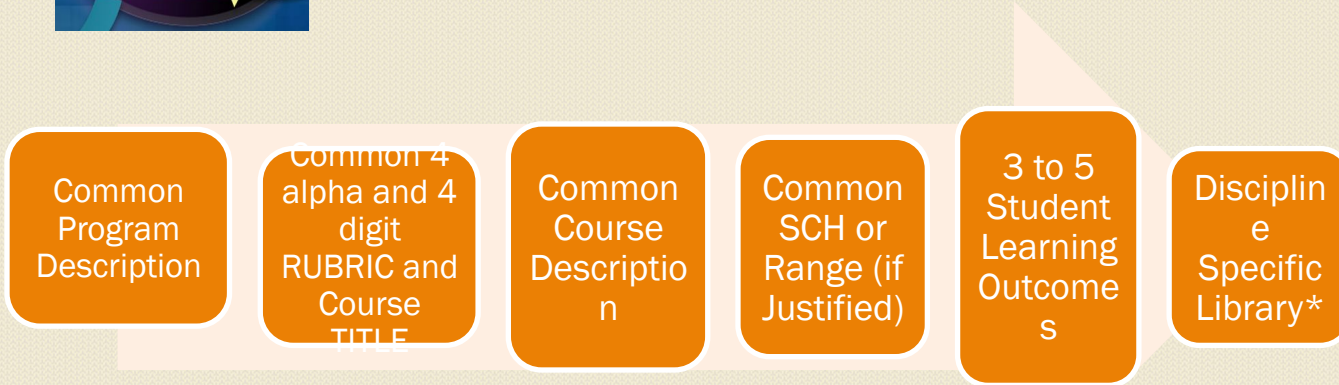 Common
Program
Description
Common 4
alpha and 4
digit
RUBRIC and
Course
TITLE
Common
Course
Descriptio
n
Common
SCH or
Range (if
Justified)
3 to 5
Student
Learning
Outcome
s
Disciplin
e
Specific
Library*